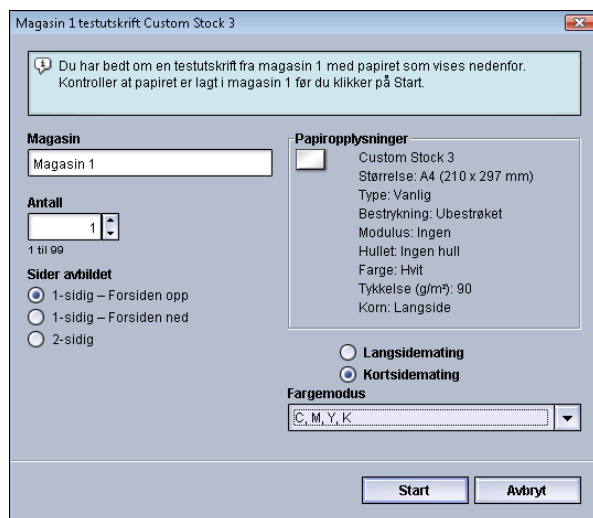 Magasin 1 testutskrift Custom Stock 3
Du har bedt om en testutskrift fra magasin 1 med papiret som vises nedenfor.
Kontroller at papiret er lagt i magasin 1 før du klikker på Start.
Magasin
Magasin 1
Antall
1
1 til 99
Sider avbildet
1-sidig – Forsiden opp
1-sidig – Forsiden ned
2-sidig
Papiropplysninger
Custom Stock 3
Størrelse: A4 (210 x 297 mm)
Type: Vanlig
Bestrykning: Ubestrøket
Modulus: Ingen
Hullet: Ingen hull
Farge: Hvit
Tykkelse (g/m²): 90
Korn: Langside
Langsidemating
Kortsidemating
Fargemodus
C, M, Y, K
Start
Avbryt